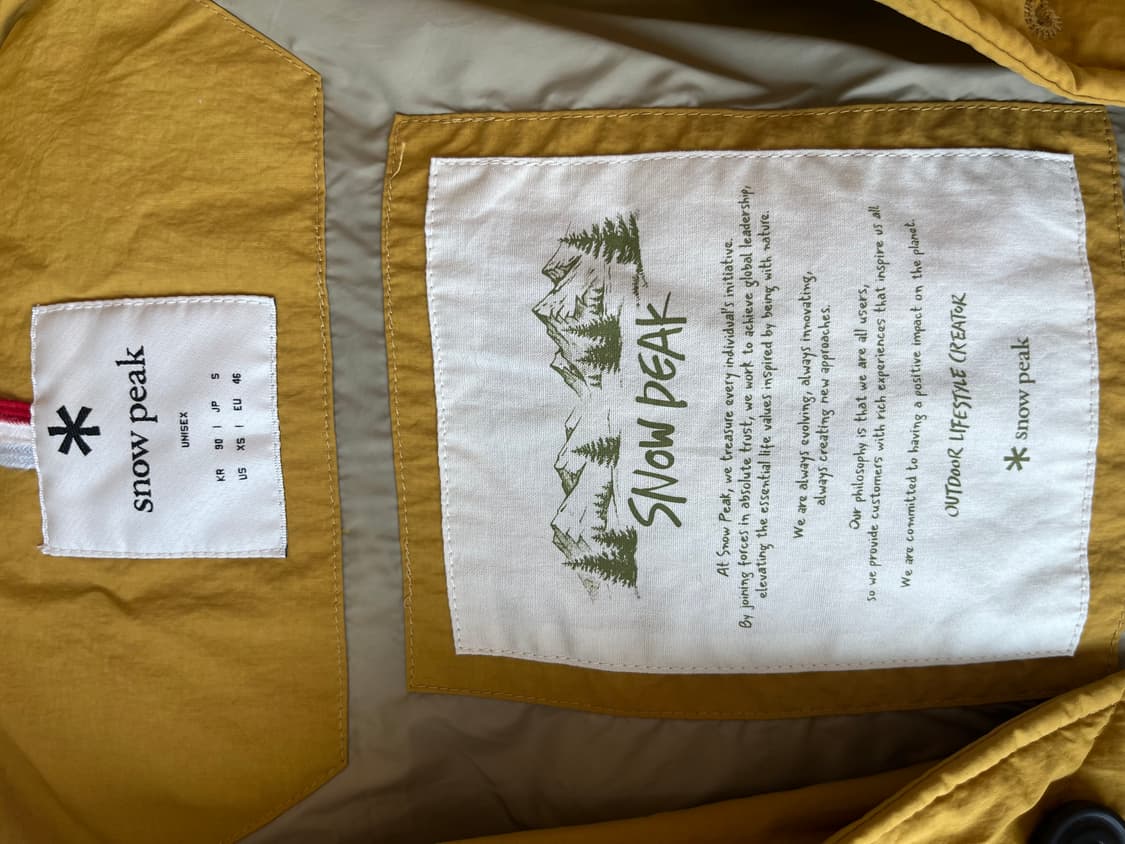 snow peak
UNISEX
KR 90 | JP S
US XS | EU 46
SNOW PEAK
At Snow Peak, we treasure every individual's initiative.
By joining forces in absolute trust, we work to achieve global leadership,
elevating the essential life values inspired by being with nature.
We are always evolving, always innovating,
always creating new approaches.
Our philosophy is that we are all users,
so we provide customers with rich experiences that inspire us all
We are committed to having a positive impact on the planet.
OUTDOOR LIFESTYLE CREATOR
snow peak